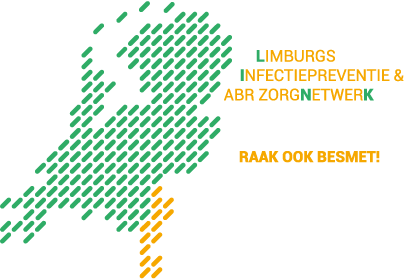 LIMBURGS
INFECTIEPREVENTIE &
ABR ZORGNETWERK
RAAK OOK BESMET!